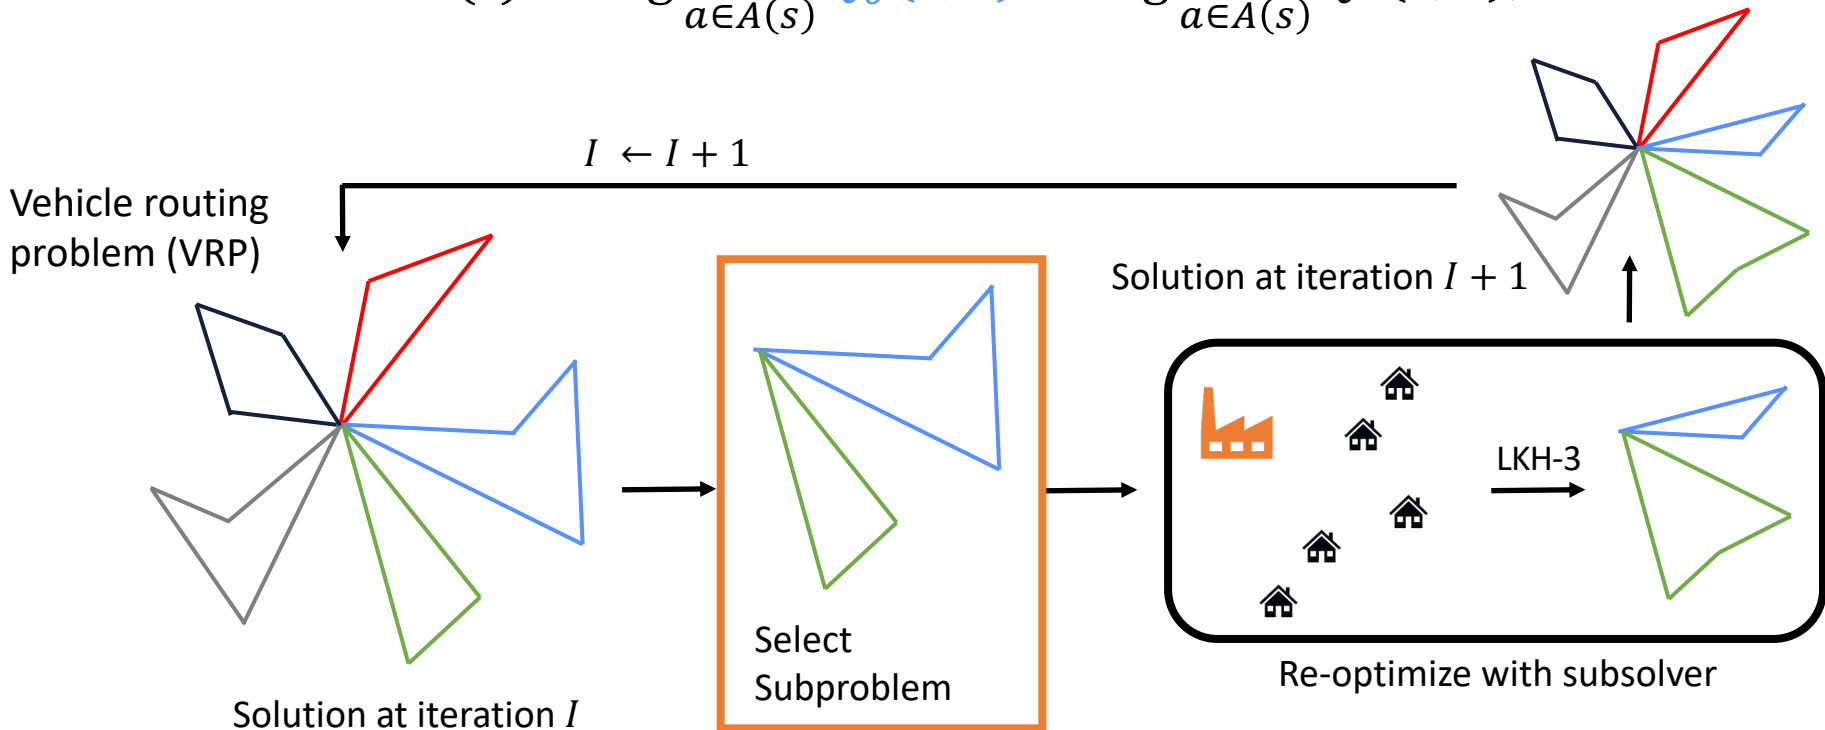 a∈A(s) a∈A(s)
I ← I + 1
Vehicle routing
problem (VRP)
Solution at iteration I + 1
LKH-3
Select
Subproblem
Re-optimize with subsolver
Solution at iteration I